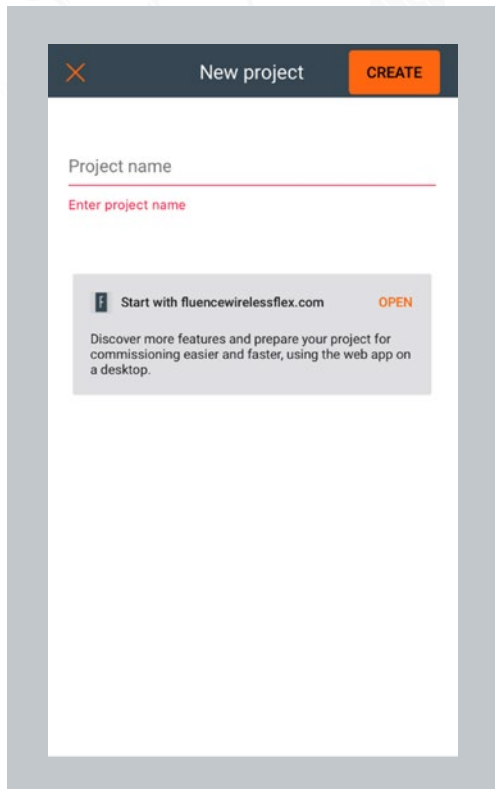 New project
CREATE
Project name
Enter project name
Start with fluencewirelessflex.com
OPEN
Discover more features and prepare your project for
commissioning easier and faster, using the web app on
a desktop.